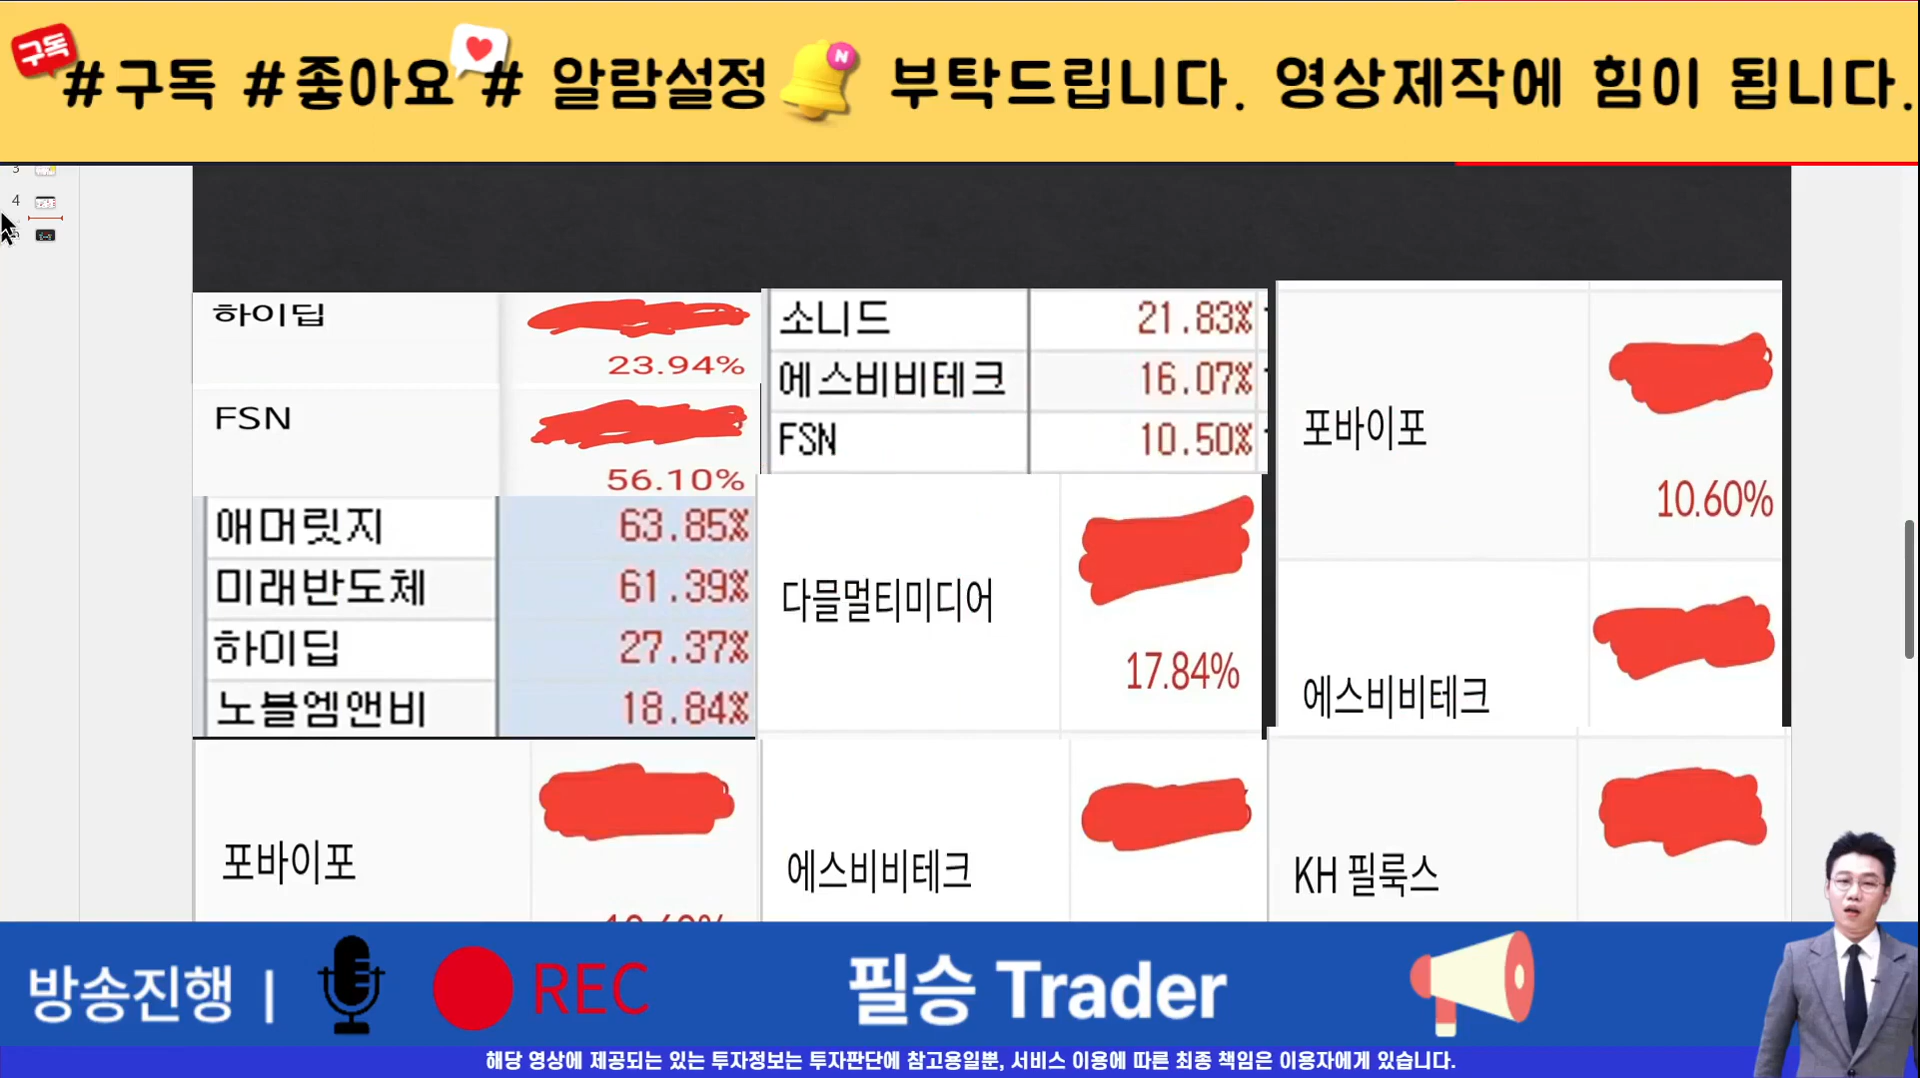 구독
#구독 #좋아요 # 알람설정 N 부탁드립니다. 영상제작에 힘이 됩니다.
3
4
하이딥
23.94%
FSN
56.10%
애머릿지 63.85%
미래반도체 61.39%
하이딥 27.37%
노블엠앤비 18.84%
소니드 21.83%
에스비비테크 16.07%
FSN 10.50%
다믈멀티미디어
17.84%
포바이포
10.60%
에스비비테크
포바이포
에스비비테크
KH 필룩스
방송진행 | REC 필승 Trader
해당 영상에 제공되는 있는 투자정보는 투자판단에 참고용일뿐, 서비스 이용에 따른 최종 책임은 이용자에게 있습니다.